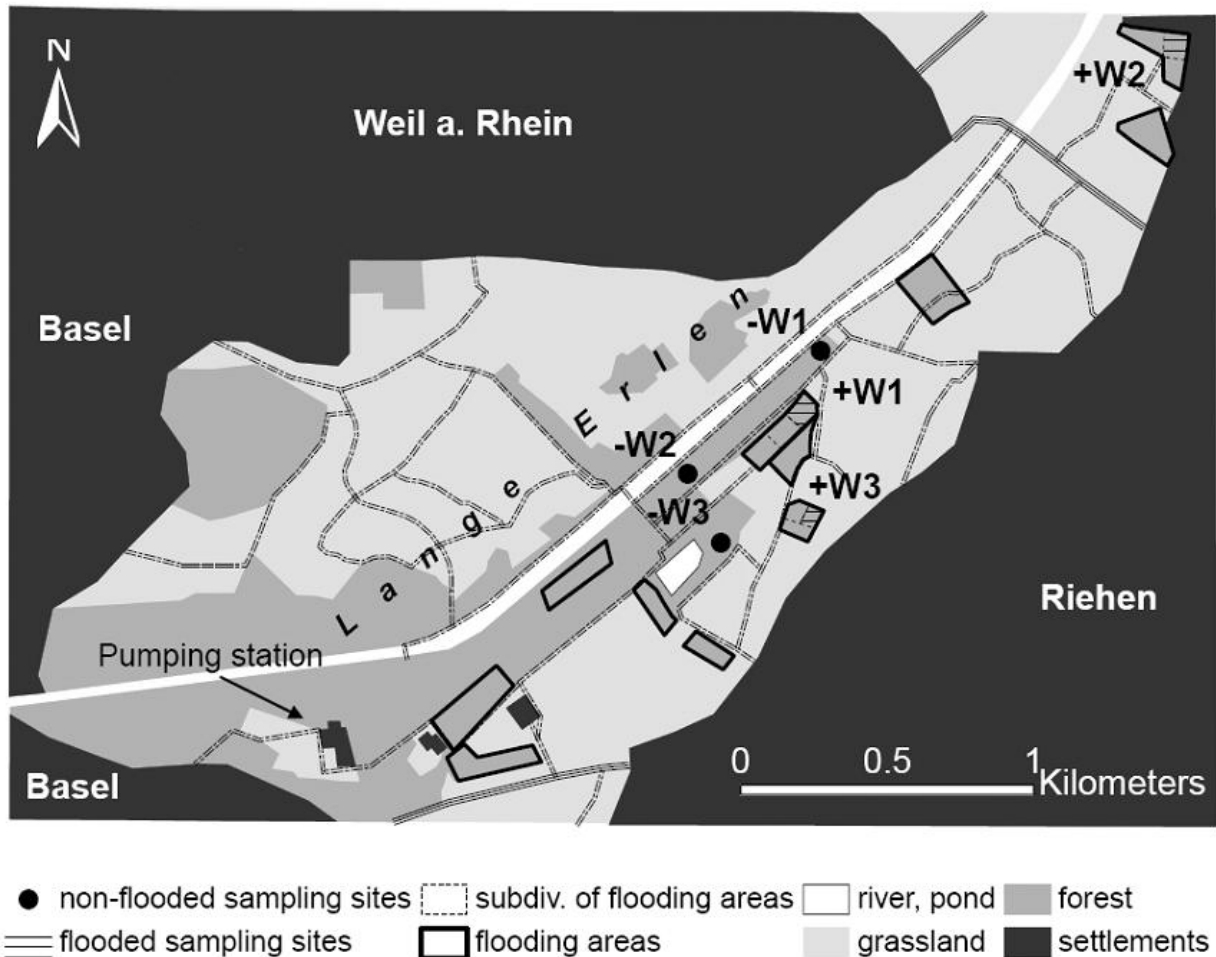 N
+W2
Weil a. Rhein
Basel
-W1
Lange Erlen
+W1
-W2
+W3
-W3
Riehen
Pumping station
0 0.5 1
Kilometers
Basel
non-flooded sampling sites subdiv. of flooding areas river, pond forest
flooded sampling sites flooding areas grassland settlements